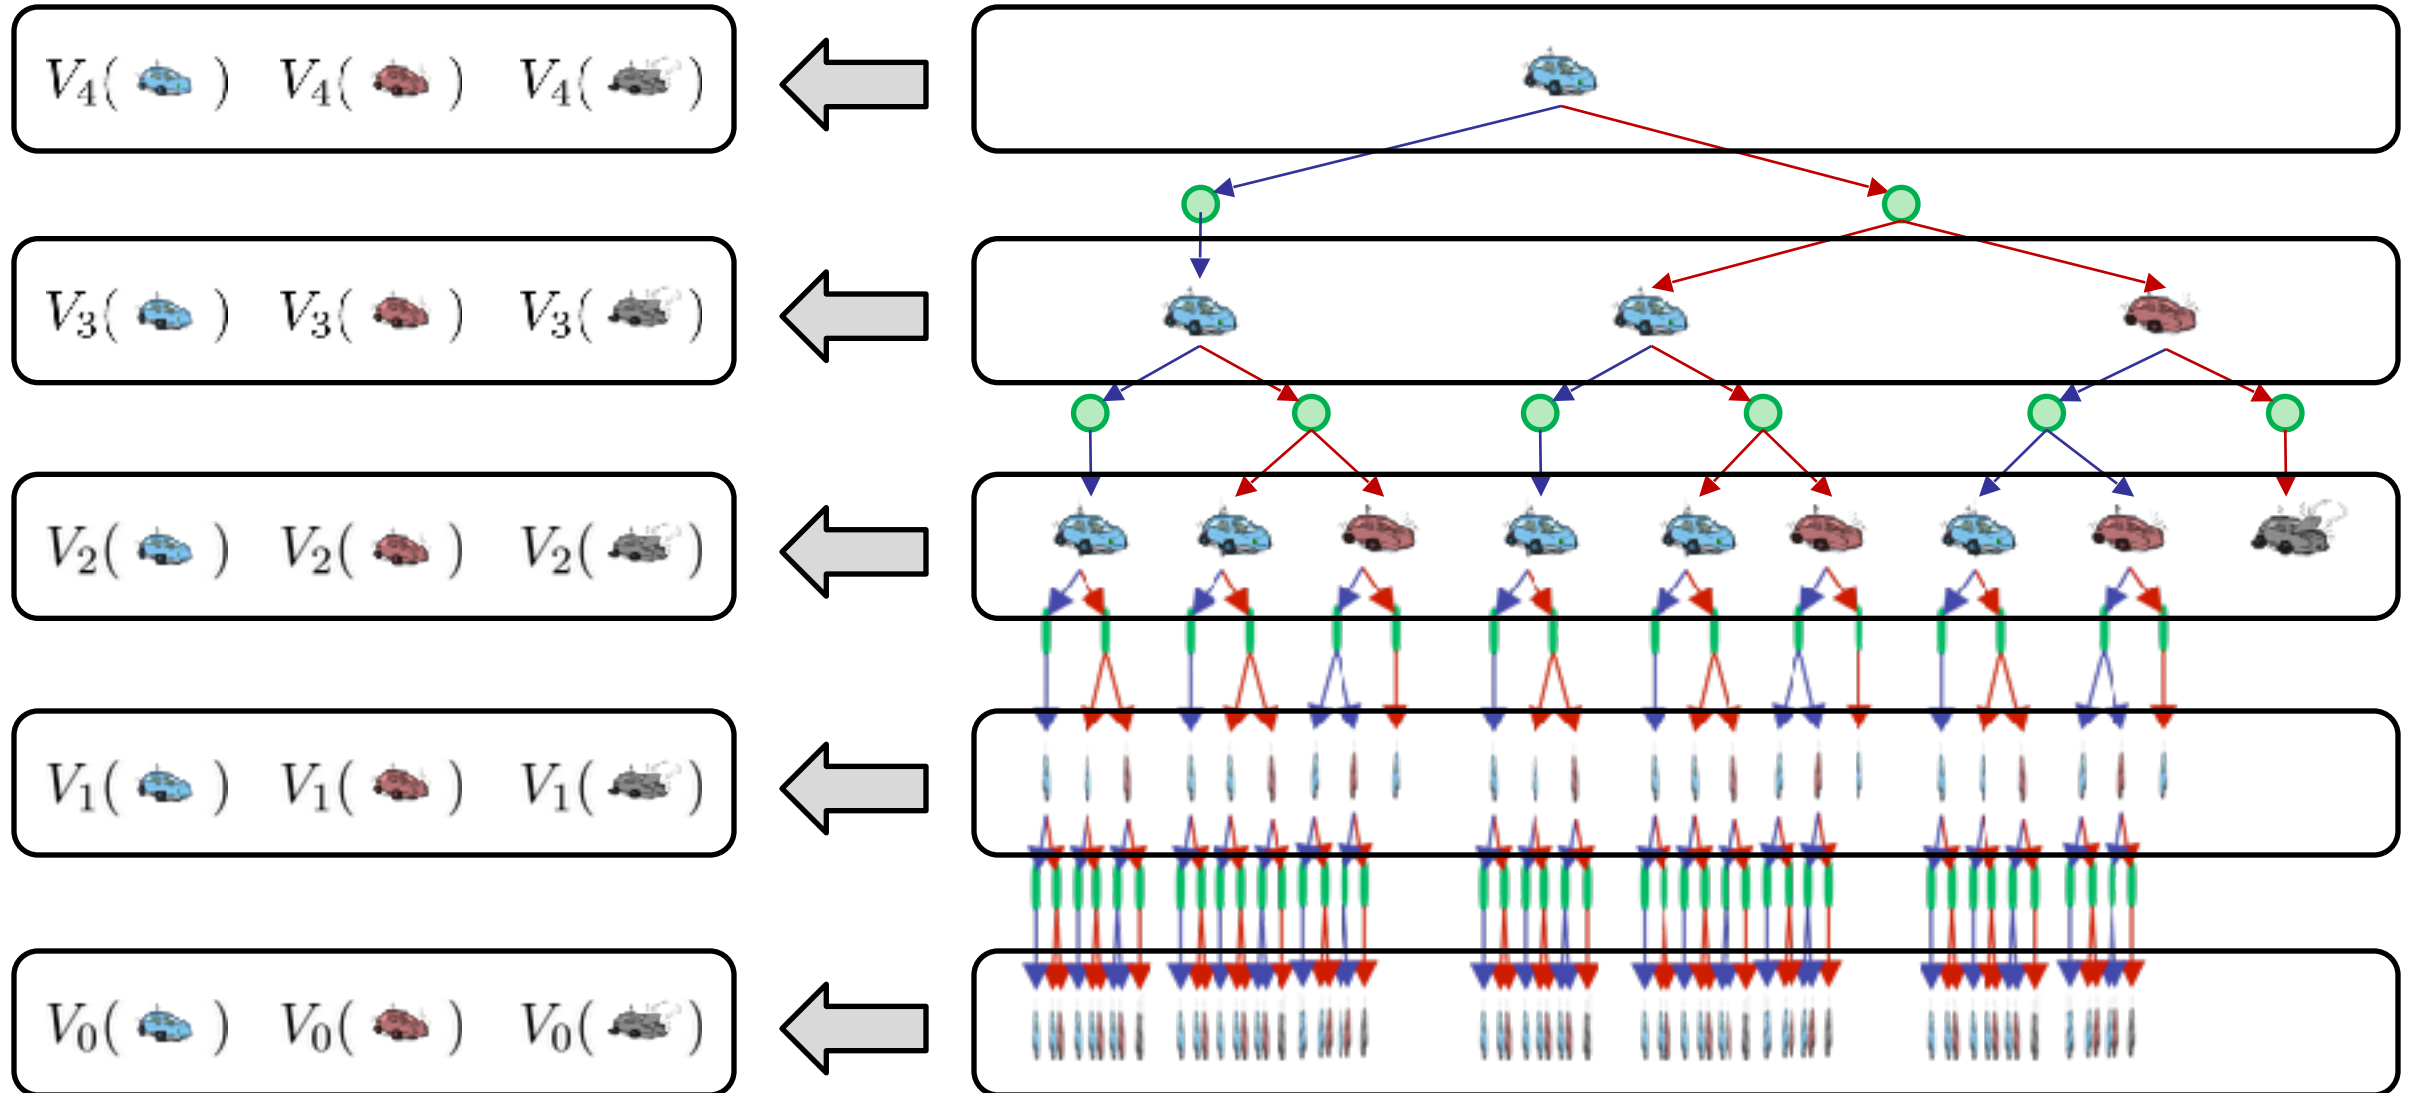 V₄( ) V₄( ) V₄( )
V₃( ) V₃( ) V₃( )
V₂( ) V₂( ) V₂( )
V₁( ) V₁( ) V₁( )
V₀( ) V₀( ) V₀( )